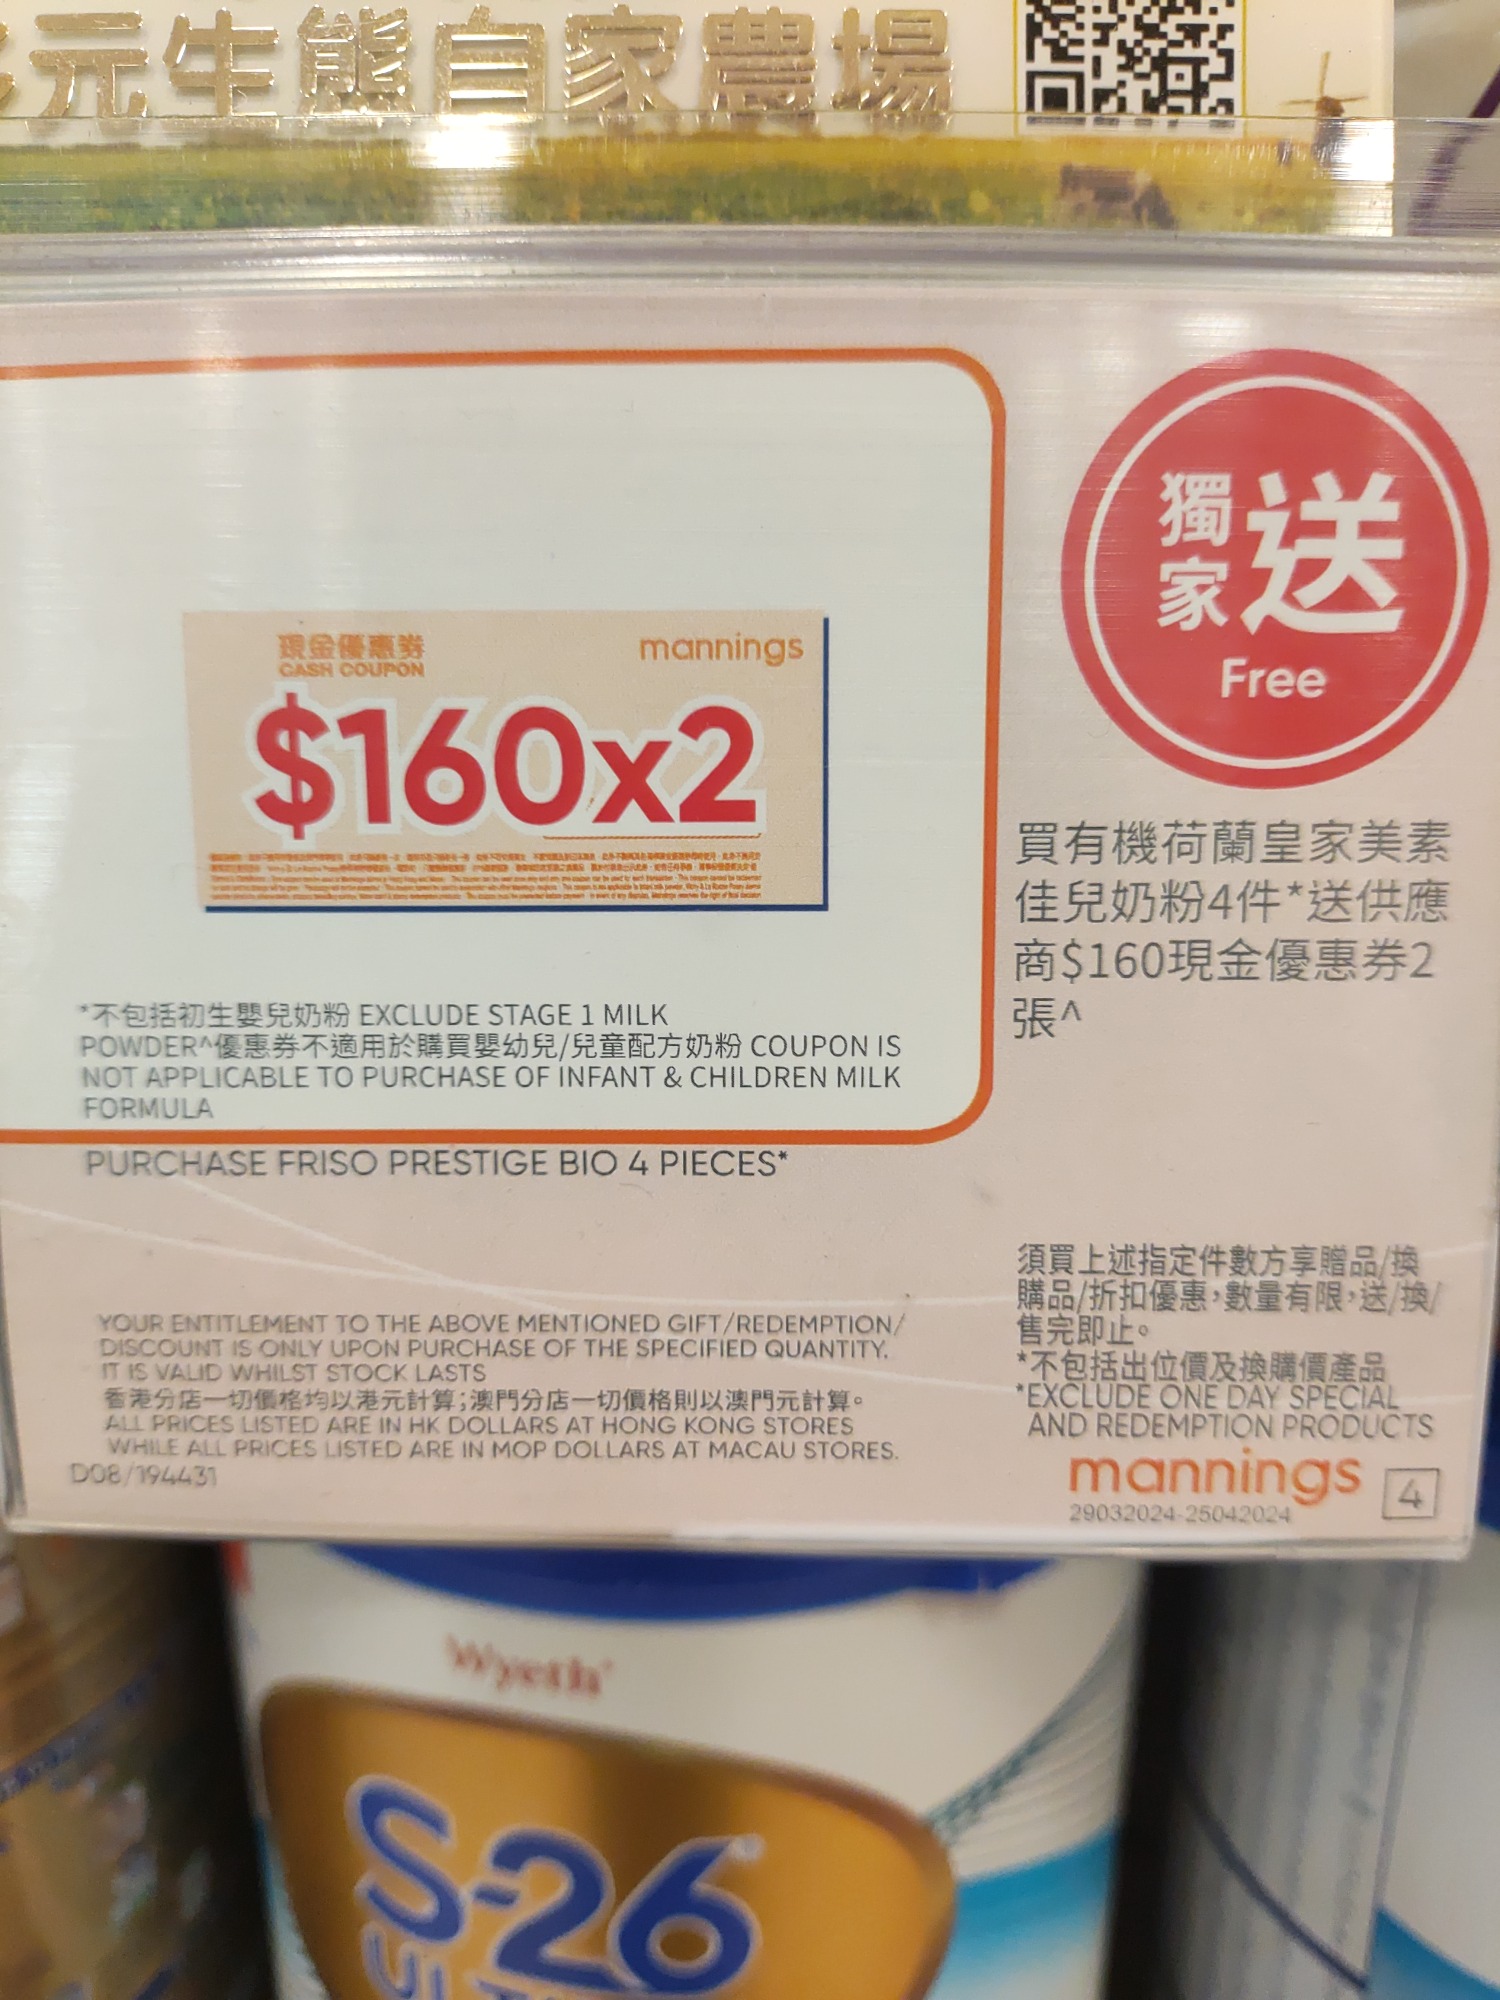 元生態自家農場
獨家送
Free
現金優惠券
CASH COUPON
mannings
$160x2
買有機荷蘭皇家美素
佳兒奶粉4件*送供應
商$160現金優惠券2
張^
*不包括初生嬰兒奶粉 EXCLUDE STAGE 1 MILK
POWDER^優惠券不適用於購買嬰幼兒/兒童配方奶粉 COUPON IS
NOT APPLICABLE TO PURCHASE OF INFANT & CHILDREN MILK
FORMULA
PURCHASE FRISO PRESTIGE BIO 4 PIECES*
須買上述指定件數方享贈品/換
購品/折扣優惠，數量有限，送/換/
售完即止。
*不包括出位價及換購價產品
*EXCLUDE ONE DAY SPECIAL
AND REDEMPTION PRODUCTS
YOUR ENTITLEMENT TO THE ABOVE MENTIONED GIFT/REDEMPTION/
DISCOUNT IS ONLY UPON PURCHASE OF THE SPECIFIED QUANTITY.
IT IS VALID WHILST STOCK LASTS
香港分店一切價格均以港元計算;澳門分店一切價格則以澳門元計算。
ALL PRICES LISTED ARE IN HK DOLLARS AT HONG KONG STORES
WHILE ALL PRICES LISTED ARE IN MOP DOLLARS AT MACAU STORES.
D08/194431
mannings
4
29032024-25042024
Wyeth
S-26